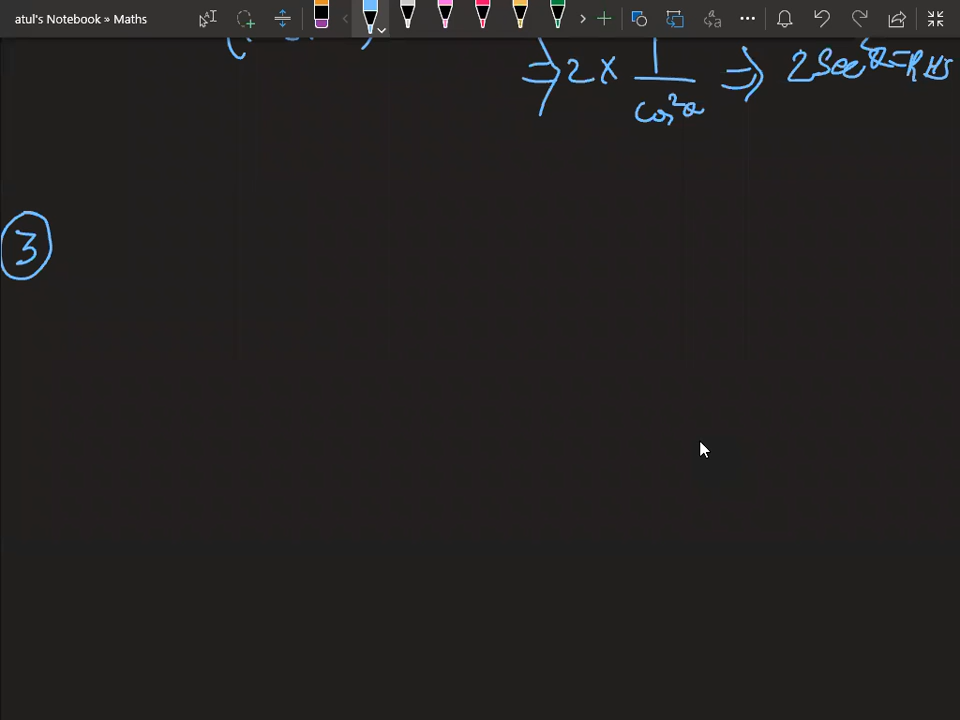 atul's Notebook » Maths
⇒ 2 × 1/cos²α ⇒ 2 Sec²α = RHS
3